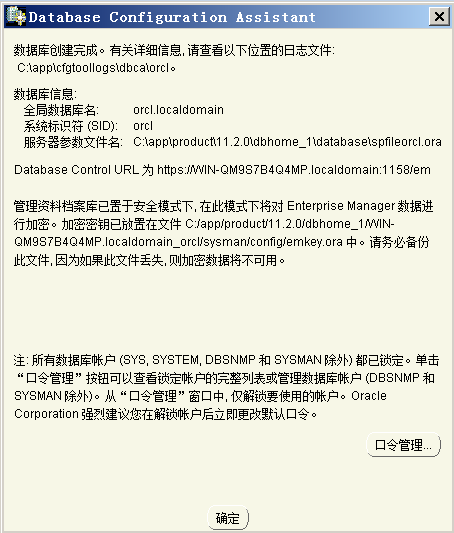 Database Configuration Assistant
数据库创建完成。有关详细信息, 请查看以下位置的日志文件:
C:\app\cfgtoollogs\dbca\orcl。
数据库信息:
全局数据库名: orcl.localdomain
系统标识符 (SID): orcl
服务器参数文件名: C:\app\product\11.2.0\dbhome_1\database\spfileorcl.ora
Database Control URL 为 https://WIN-QM9S7B4Q4MP.localdomain:1158/em
管理资料档案库已置于安全模式下, 在此模式下将对 Enterprise Manager 数据进
行加密。加密密钥已放置在文件 C:/app/product/11.2.0/dbhome_1/WIN-
QM9S7B4Q4MP.localdomain_orcl/sysman/config/emkey.ora 中。请务必备份
此文件, 因为如果此文件丢失, 则加密数据将不可用。
注: 所有数据库帐户 (SYS, SYSTEM, DBSNMP 和 SYSMAN 除外) 都已锁定。单击
“口令管理”按钮可以查看锁定帐户的完整列表或管理数据库帐户 (DBSNMP 和
SYSMAN 除外)。从“口令管理”窗口中, 仅解锁要使用的帐户。Oracle
Corporation 强烈建议您在解锁帐户后立即更改默认口令。
口令管理...
确定